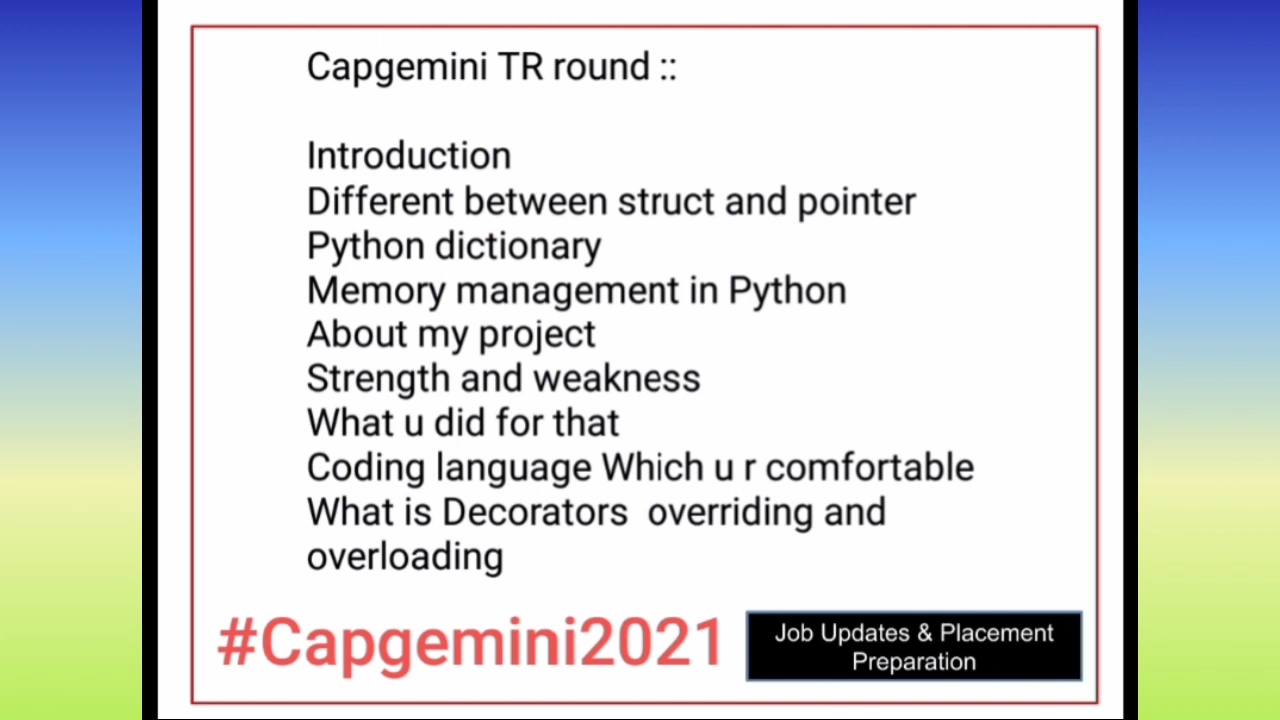 Capgemini TR round ::
Introduction
Different between struct and pointer
Python dictionary
Memory management in Python
About my project
Strength and weakness
What u did for that
Coding language Which u r comfortable
What is Decorators  overriding and
overloading
#Capgemini2021
Job Updates & Placement
Preparation